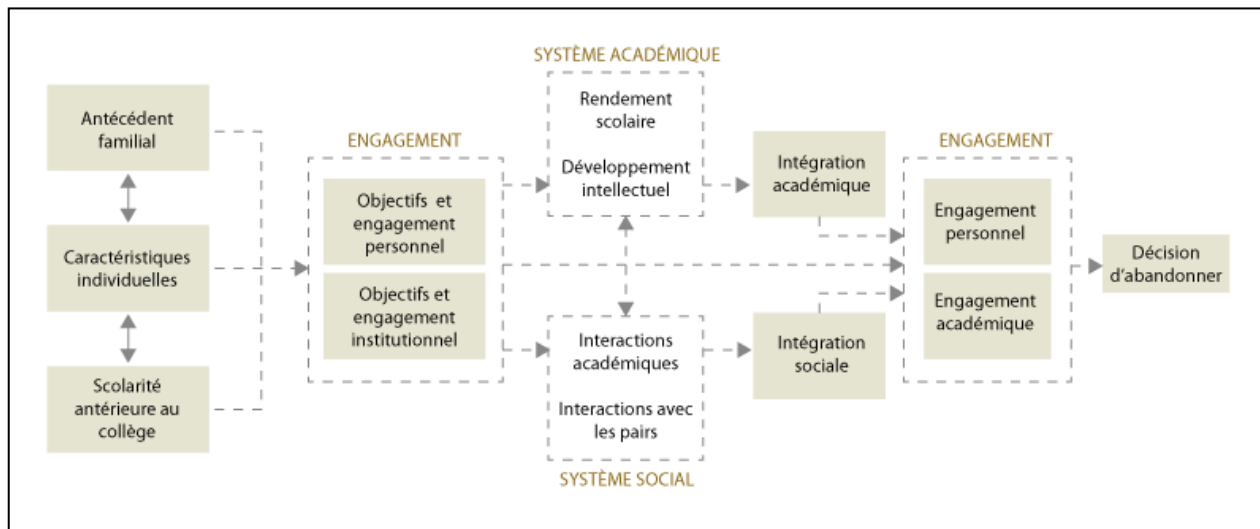 Antécédent
familial
Caractéristiques
individuelles
Scolarité
antérieure au
collège
ENGAGEMENT
Objectifs et
engagement
personnel
Objectifs et
engagement
institutionnel
SYSTÈME ACADÉMIQUE
Rendement
scolaire
Développement
intellectuel
Interactions
académiques
Interactions avec
les pairs
SYSTÈME SOCIAL
Intégration
académique
Intégration
sociale
ENGAGEMENT
Engagement
personnel
Engagement
académique
Décision
d'abandonner